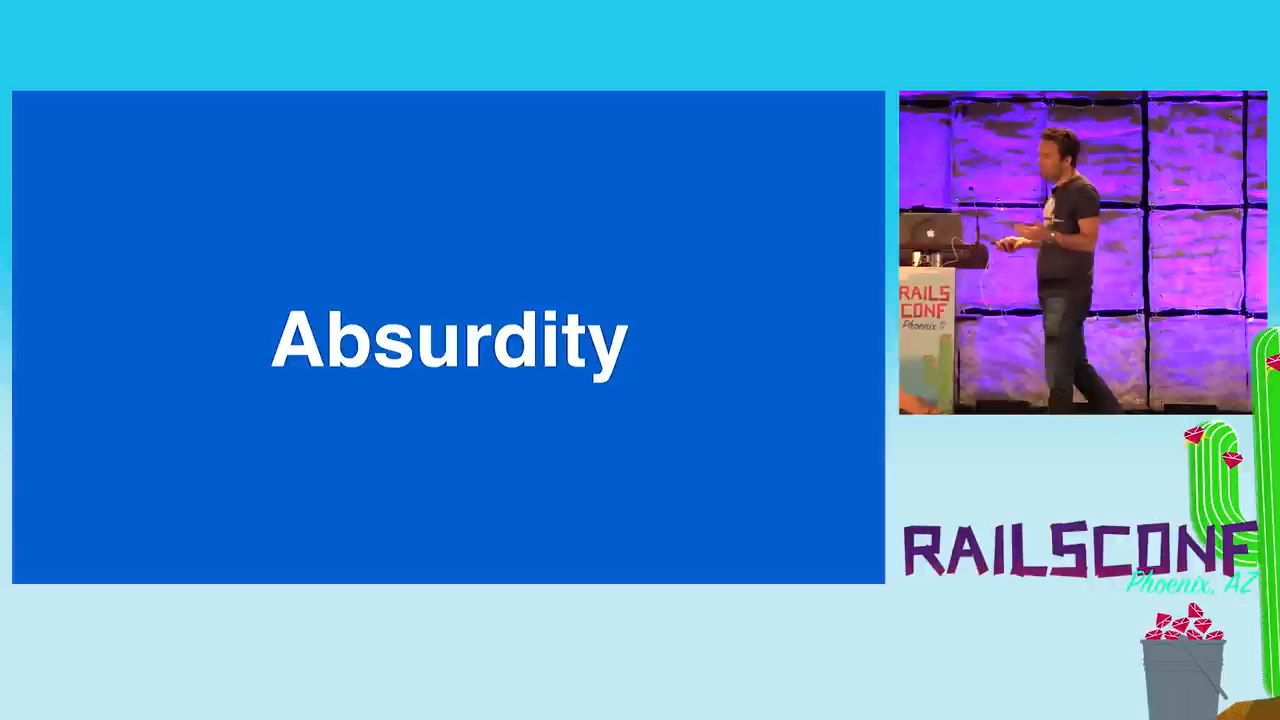 Absurdity
RAILS
CONF
Phoenix
RAILSCONF
Phoenix, AZ